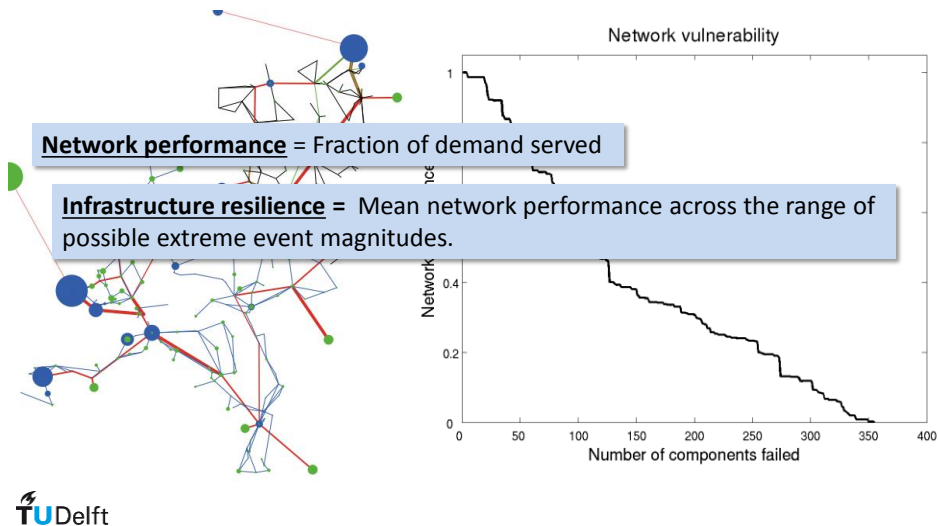 Network vulnerability
1
Network performance = Fraction of demand served
Infrastructure resilience = Mean network performance across the range of
possible extreme event magnitudes.
Network
nce
0.4
0.2
0
0 50 100 150 200 250 300 350 400
Number of components failed
TUDelft